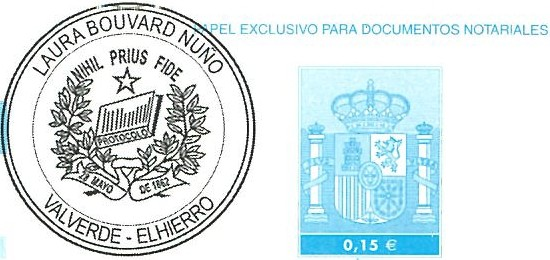 LAURA BOUVARD NUÑO
NIHIL PRIUS FIDE
PROTOCOLO
28 MAYO DE 1862
VALVERDE - ELHIERRO
PAPEL EXCLUSIVO PARA DOCUMENTOS NOTARIALES
0,15 €